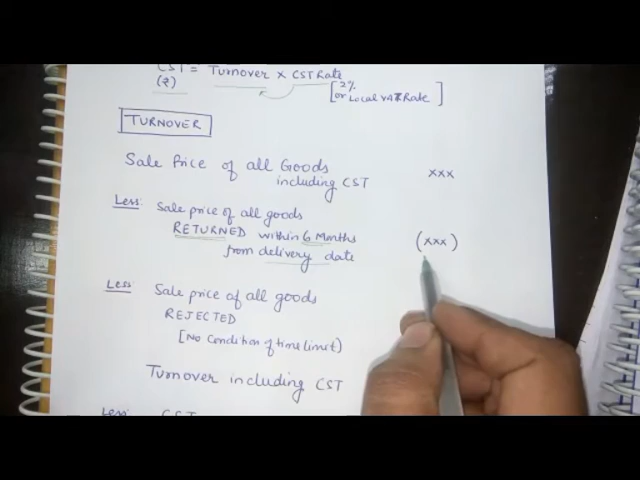 CST = Turnover x CST Rate
(₹) [2%
or Local VAT Rate]
TURNOVER
Sale Price of all Goods
including CST xxx
Less: Sale price of all goods
RETURNED within 6 Months (xxx)
from delivery date
Less Sale price of all goods
REJECTED
[No Condition of time limit)
Turnover including CST
Less: CST